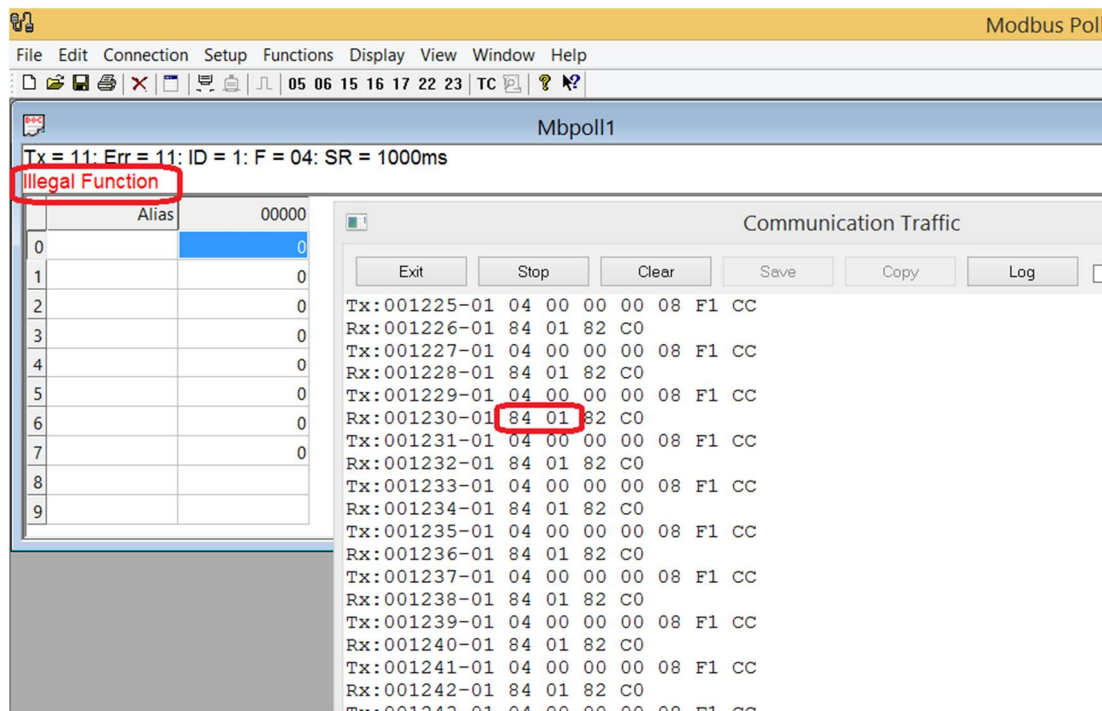 Modbus Poll
File Edit Connection Setup Functions Display View Window Help
05 06 15 16 17 22 23 TC
Mbpoll1
Tx = 11: Err = 11: ID = 1: F = 04: SR = 1000ms
Illegal Function
Alias 00000
0 0
1 0
2 0
3 0
4 0
5 0
6 0
7 0
8
9
Communication Traffic
Exit Stop Clear Save Copy Log
Tx:001225-01 04 00 00 00 08 F1 CC
Rx:001226-01 84 01 82 C0
Tx:001227-01 04 00 00 00 08 F1 CC
Rx:001228-01 84 01 82 C0
Tx:001229-01 04 00 00 00 08 F1 CC
Rx:001230-01 84 01 82 C0
Tx:001231-01 04 00 00 00 08 F1 CC
Rx:001232-01 84 01 82 C0
Tx:001233-01 04 00 00 00 08 F1 CC
Rx:001234-01 84 01 82 C0
Tx:001235-01 04 00 00 00 08 F1 CC
Rx:001236-01 84 01 82 C0
Tx:001237-01 04 00 00 00 08 F1 CC
Rx:001238-01 84 01 82 C0
Tx:001239-01 04 00 00 00 08 F1 CC
Rx:001240-01 84 01 82 C0
Tx:001241-01 04 00 00 00 08 F1 CC
Rx:001242-01 84 01 82 C0
Tx:001243-01 04 00 00 00 08 F1 CC